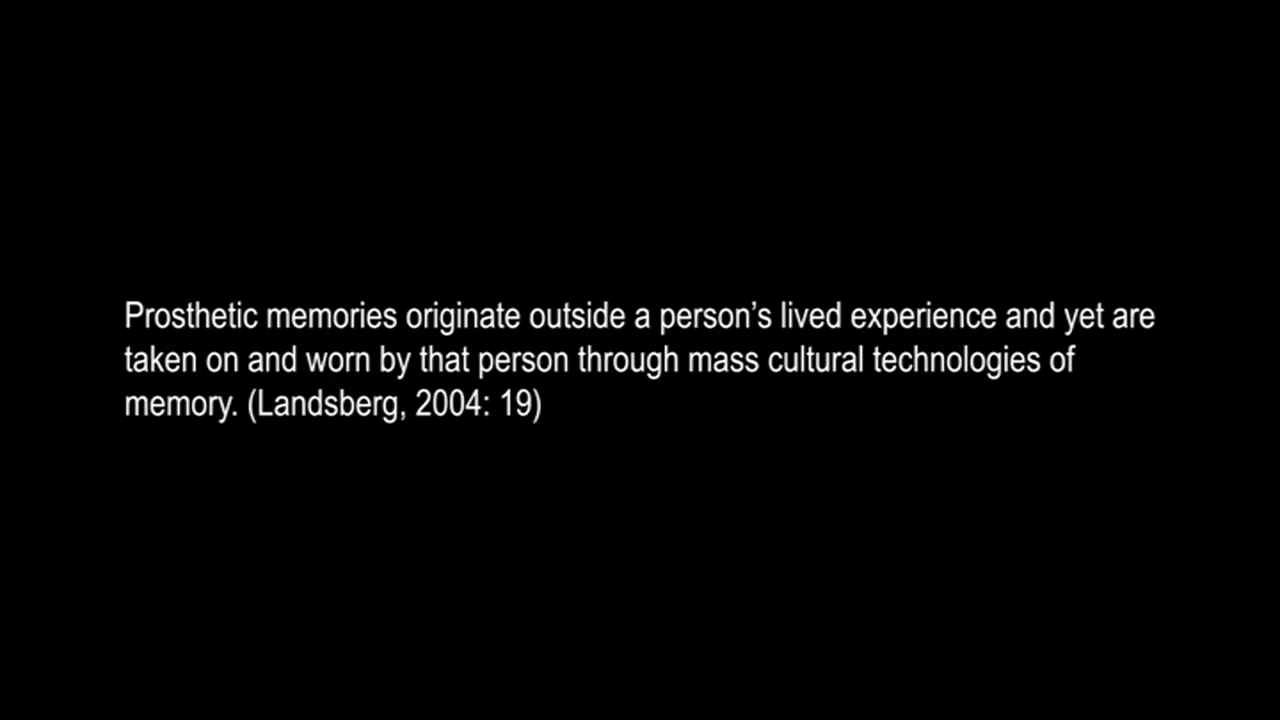 Prosthetic memories originate outside a person’s lived experience and yet are
taken on and worn by that person through mass cultural technologies of
memory. (Landsberg, 2004: 19)